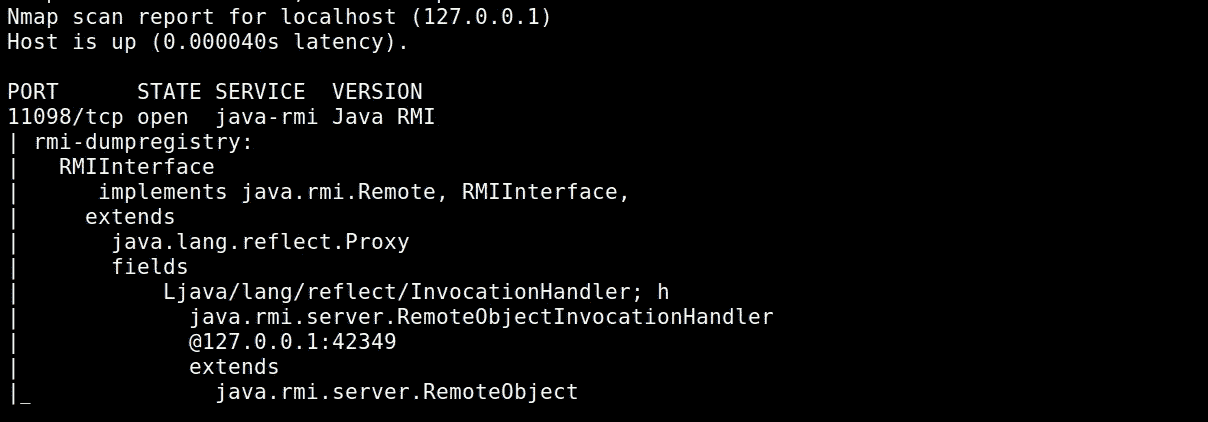 Nmap scan report for localhost (127.0.0.1)
Host is up (0.000040s latency).
PORT      STATE SERVICE  VERSION
11098/tcp open  java-rmi Java RMI
| rmi-dumpregistry:
|   RMIInterface
|      implements java.rmi.Remote, RMIInterface,
|     extends
|       java.lang.reflect.Proxy
|       fields
|           Ljava/lang/reflect/InvocationHandler; h
|             java.rmi.server.RemoteObjectInvocationHandler
|             @127.0.0.1:42349
|             extends
|_              java.rmi.server.RemoteObject